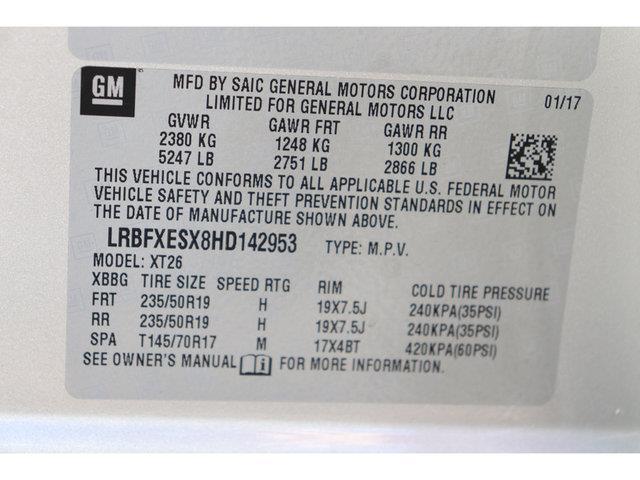 GM
MFD BY SAIC GENERAL MOTORS CORPORATION 01/17
LIMITED FOR GENERAL MOTORS LLC
GVWR GAWR FRT GAWR RR
2380 KG 1248 KG 1300 KG
5247 LB 2751 LB 2866 LB
THIS VEHICLE CONFORMS TO ALL APPLICABLE U.S. FEDERAL MOTOR
VEHICLE SAFETY AND THEFT PREVENTION STANDARDS IN EFFECT ON
THE DATE OF MANUFACTURE SHOWN ABOVE.
LRBFXESX8HD142953 TYPE: M.P.V.
MODEL: XT26
XBBG TIRE SIZE SPEED RTG RIM COLD TIRE PRESSURE
FRT 235/50R19 H 19X7.5J 240KPA(35PSI)
RR 235/50R19 H 19X7.5J 240KPA(35PSI)
SPA T145/70R17 M 17X4BT 420KPA(60PSI)
SEE OWNER'S MANUAL FOR MORE INFORMATION.